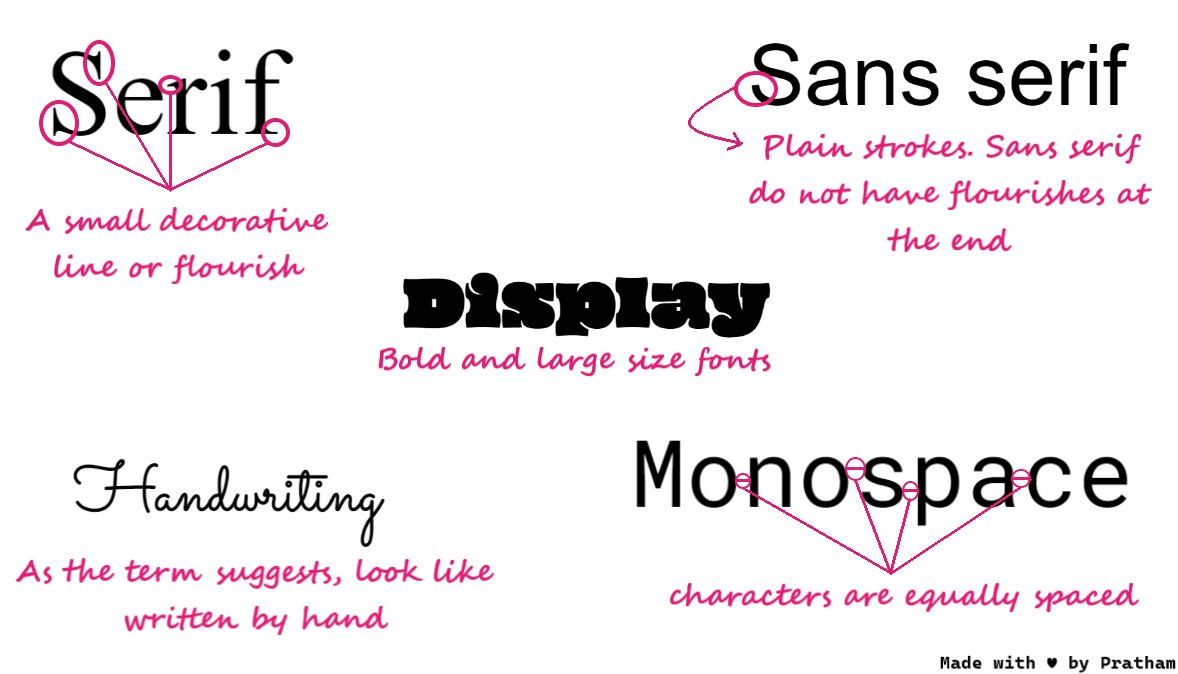 Serif
A small decorative
line or flourish
Sans serif
Plain strokes. Sans serif
do not have flourishes at
the end
Display
Bold and large size fonts
Handwriting
As the term suggests, look like
written by hand
Monospace
characters are equally spaced
Made with ♥ by Pratham